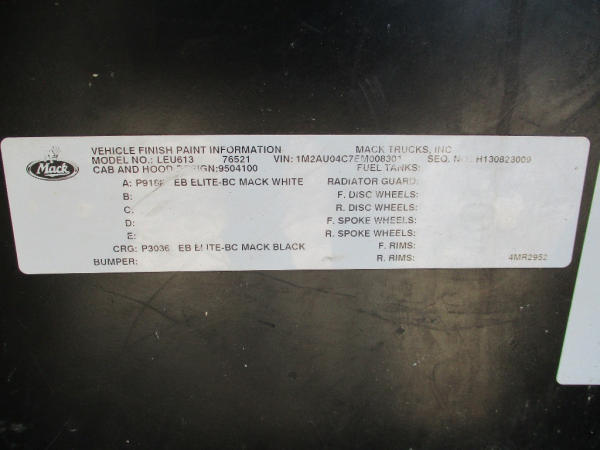 Mack
VEHICLE FINISH PAINT INFORMATION MACK TRUCKS, INC
MODEL NO.: LEU613 76521 VIN: 1M2AU04C7EM008301 SEQ. NO.: H130823009
CAB AND HOOD DESIGN:9504100 FUEL TANKS:
A: EB ELITE-BC MACK WHITE RADIATOR GUARD:
B: F. DISC WHEELS:
C: R. DISC WHEELS:
D: F. SPOKE WHEELS:
E: R. SPOKE WHEELS:
CRG: P3036 EB ELITE-BC MACK BLACK F. RIMS:
BUMPER: R. RIMS: 4MR2952